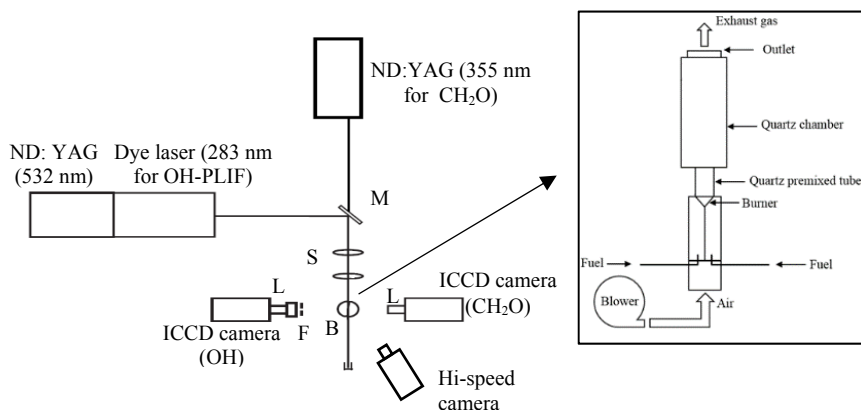 ND:YAG (355 nm
for CH₂O)
ND: YAG
(532 nm)
Dye laser (283 nm
for OH-PLIF)
M
S
L
F
B
L
ICCD camera
(OH)
ICCD camera
(CH₂O)
Hi-speed
camera
Exhaust gas
Outlet
Quartz chamber
Quartz premixed tube
Burner
Fuel
Fuel
Blower
Air